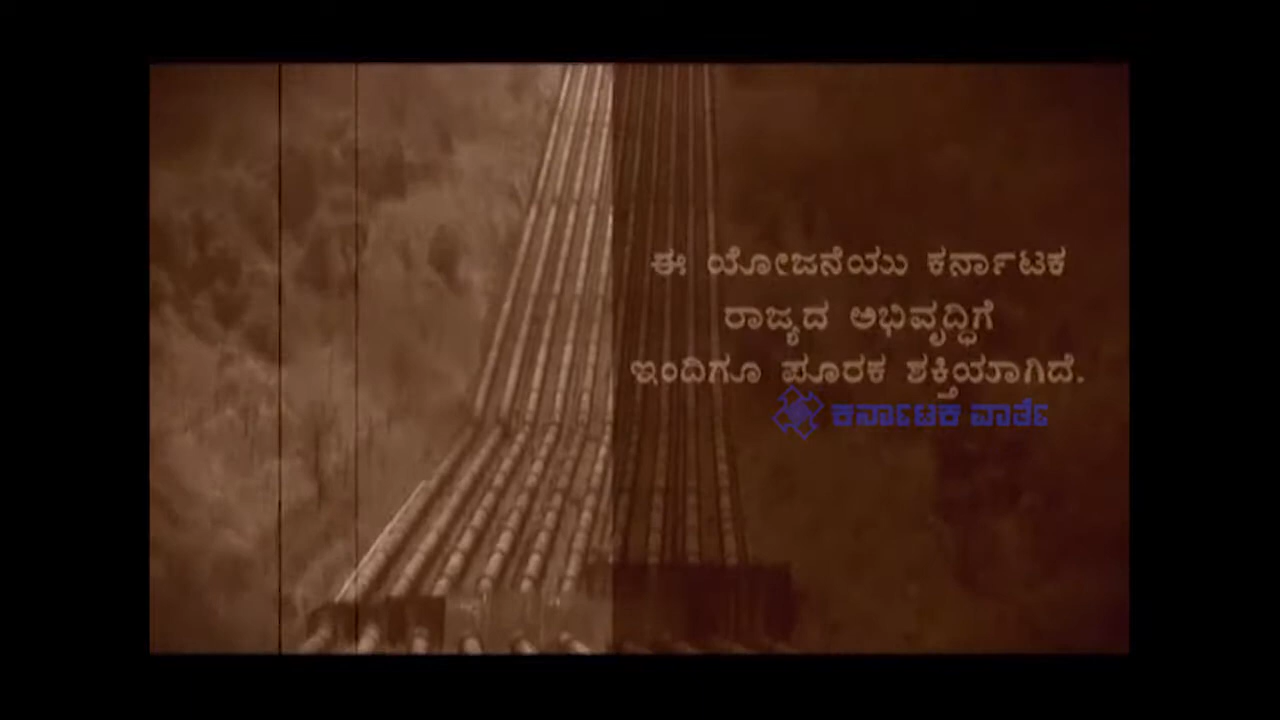 ಈ ಯೋಜನೆಯು ಕರ್ನಾಟಕ
ರಾಜ್ಯದ ಅಭಿವೃದ್ಧಿಗೆ
ಇಂದಿಗೂ ಪೂರಕ ಶಕ್ತಿಯಾಗಿದೆ.
ಕರ್ನಾಟಕ ವಾರ್ತೆ